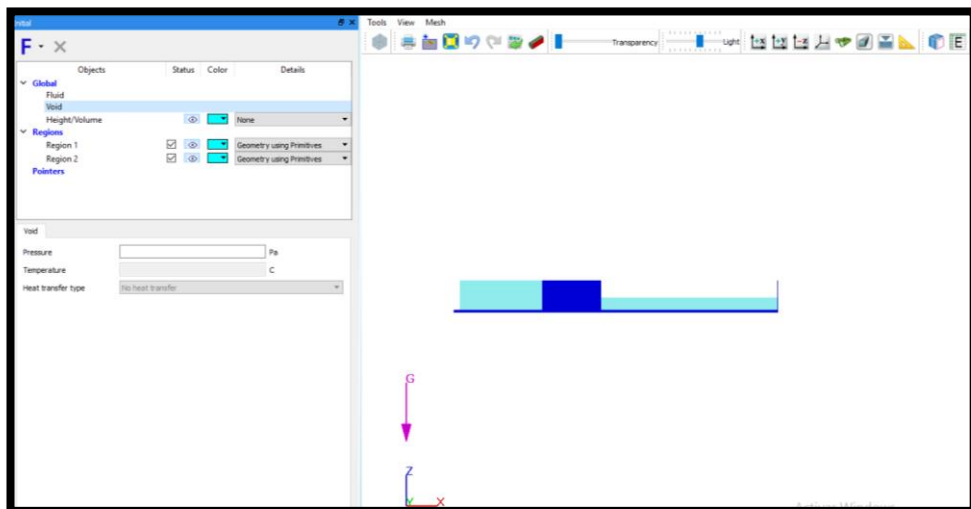 nitial
Tools View Mesh
F
Transparency
Light
Objects Status Color Details
Global
Fluid
Void
Height/Volume None
Regions
Region 1 Geometry using Primitives
Region 2 Geometry using Primitives
Pointers
Void
Pressure Pa
Temperature C
Heat transfer type No heat transfer
G
Z
Y X